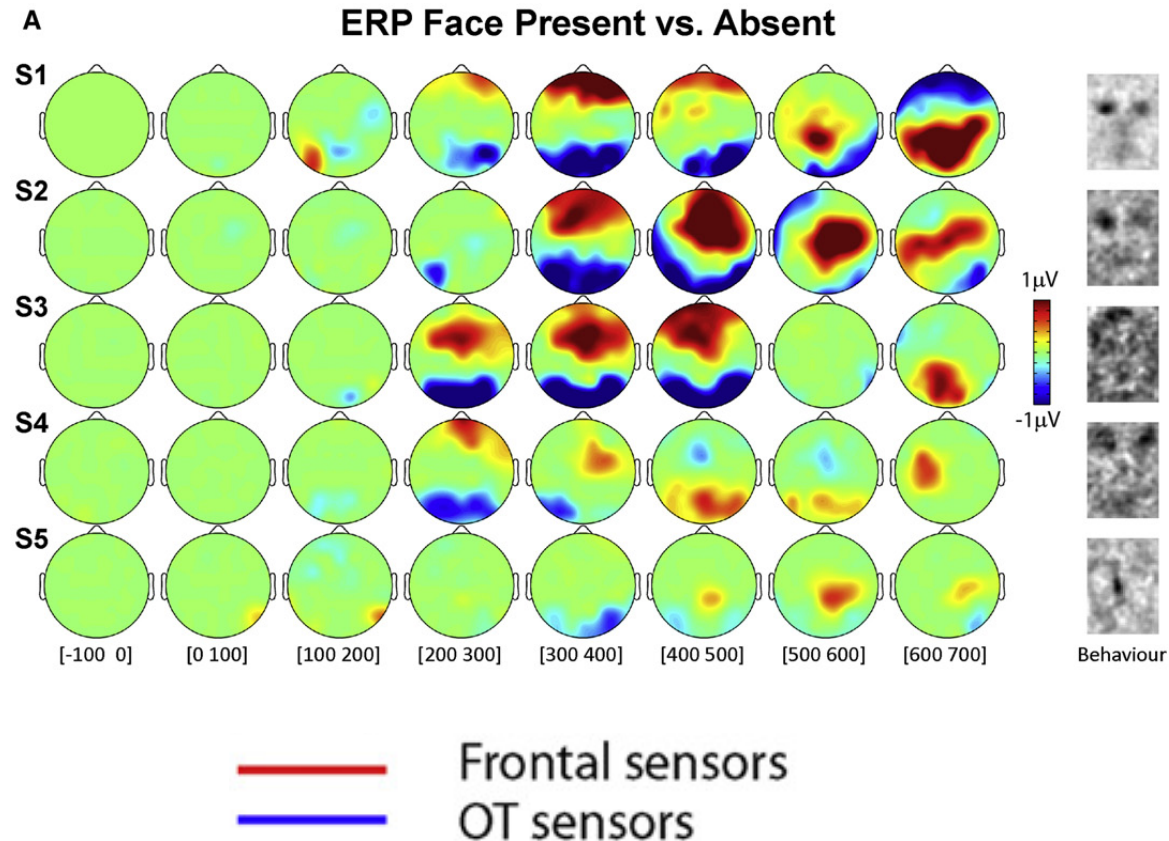 A
ERP Face Present vs. Absent
S1
S2
S3
S4
S5
1μV
-1μV
[-100 0] [0 100] [100 200] [200 300] [300 400] [400 500] [500 600] [600 700] Behaviour
Frontal sensors
OT sensors